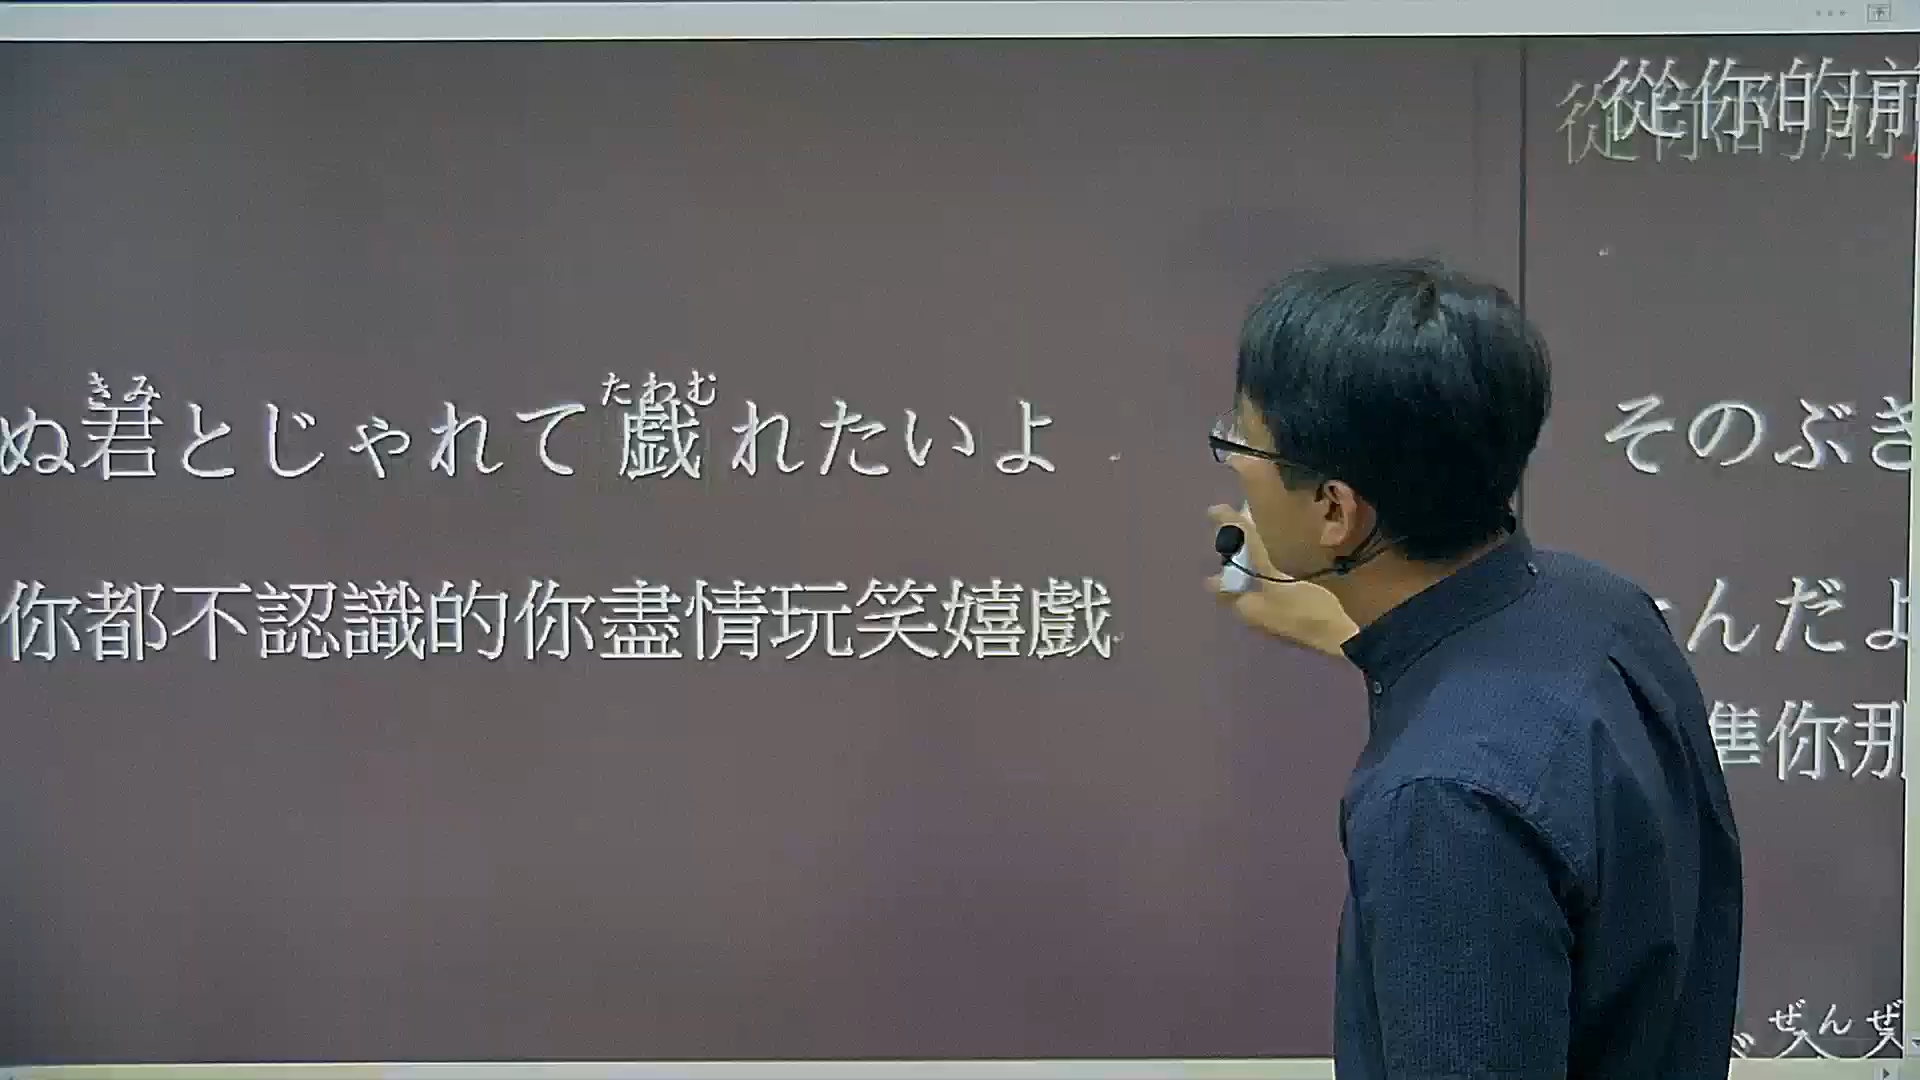 きみ たわむ
ぬ君とじゃれて戯れたいよ
你都不認識的你盡情玩笑嬉戲
從你的前
そのぶき
んだよ
你那
ぜんぜ